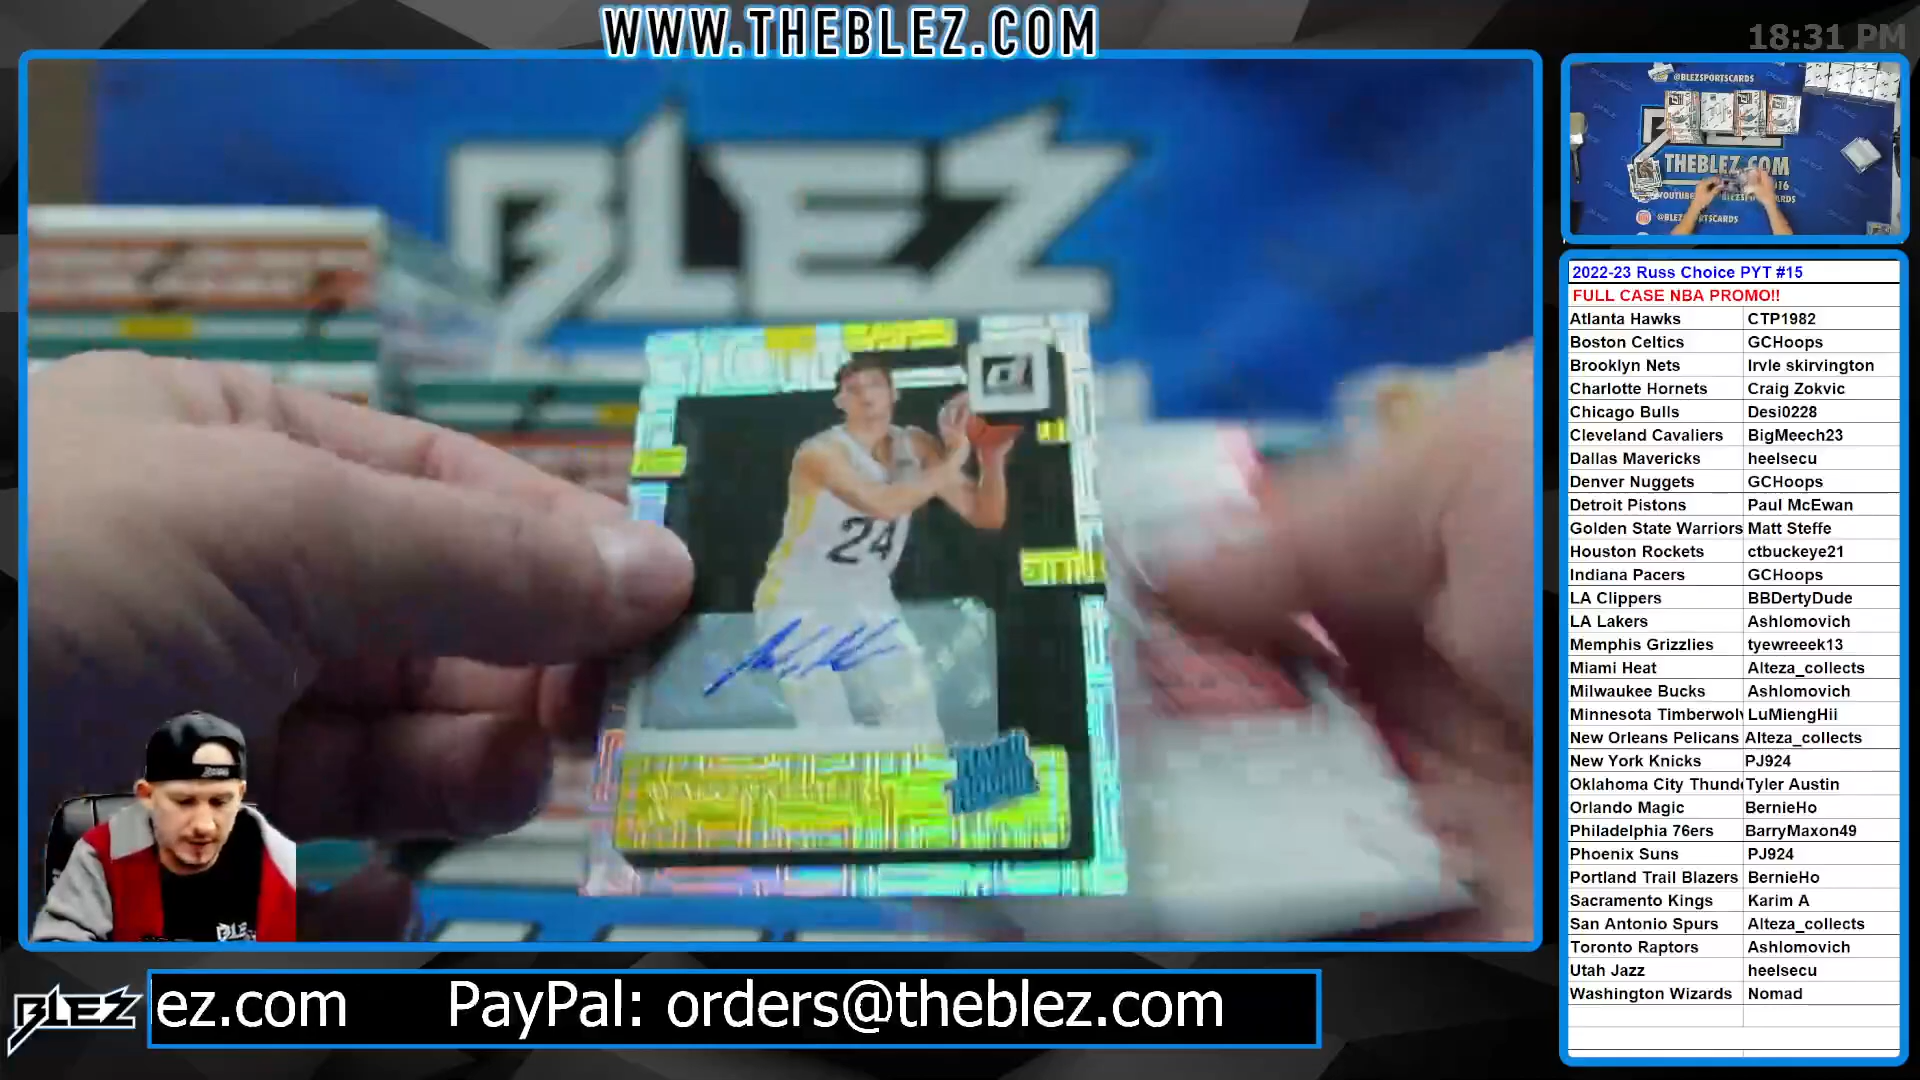 WWW.THEBLEZ.COM
18:31 PM
BLEZ
@BLEZSPORTSCARDS
THEBLEZ.COM
24
2022-23 Russ Choice PYT #15
FULL CASE NBA PROMO!!
Atlanta Hawks CTP1982
Boston Celtics GCHoops
Brooklyn Nets Irvle skirvington
Charlotte Hornets Craig Zokvic
Chicago Bulls Desi0228
Cleveland Cavaliers BigMeech23
Dallas Mavericks heelsecu
Denver Nuggets GCHoops
Detroit Pistons Paul McEwan
Golden State Warriors Matt Steffe
Houston Rockets ctbuckeye21
Indiana Pacers GCHoops
LA Clippers BBDertyDude
LA Lakers Ashlomovich
Memphis Grizzlies tyewreeek13
Miami Heat Alteza_collects
Milwaukee Bucks Ashlomovich
Minnesota Timberwolv LuMiengHii
New Orleans Pelicans Alteza_collects
New York Knicks PJ924
Oklahoma City Thund Tyler Austin
Orlando Magic BernieHo
Philadelphia 76ers BarryMaxon49
Phoenix Suns PJ924
Portland Trail Blazers BernieHo
Sacramento Kings Karim A
San Antonio Spurs Alteza_collects
Toronto Raptors Ashlomovich
Utah Jazz heelsecu
Washington Wizards Nomad
BLEZ
ez.com PayPal: orders@theblez.com